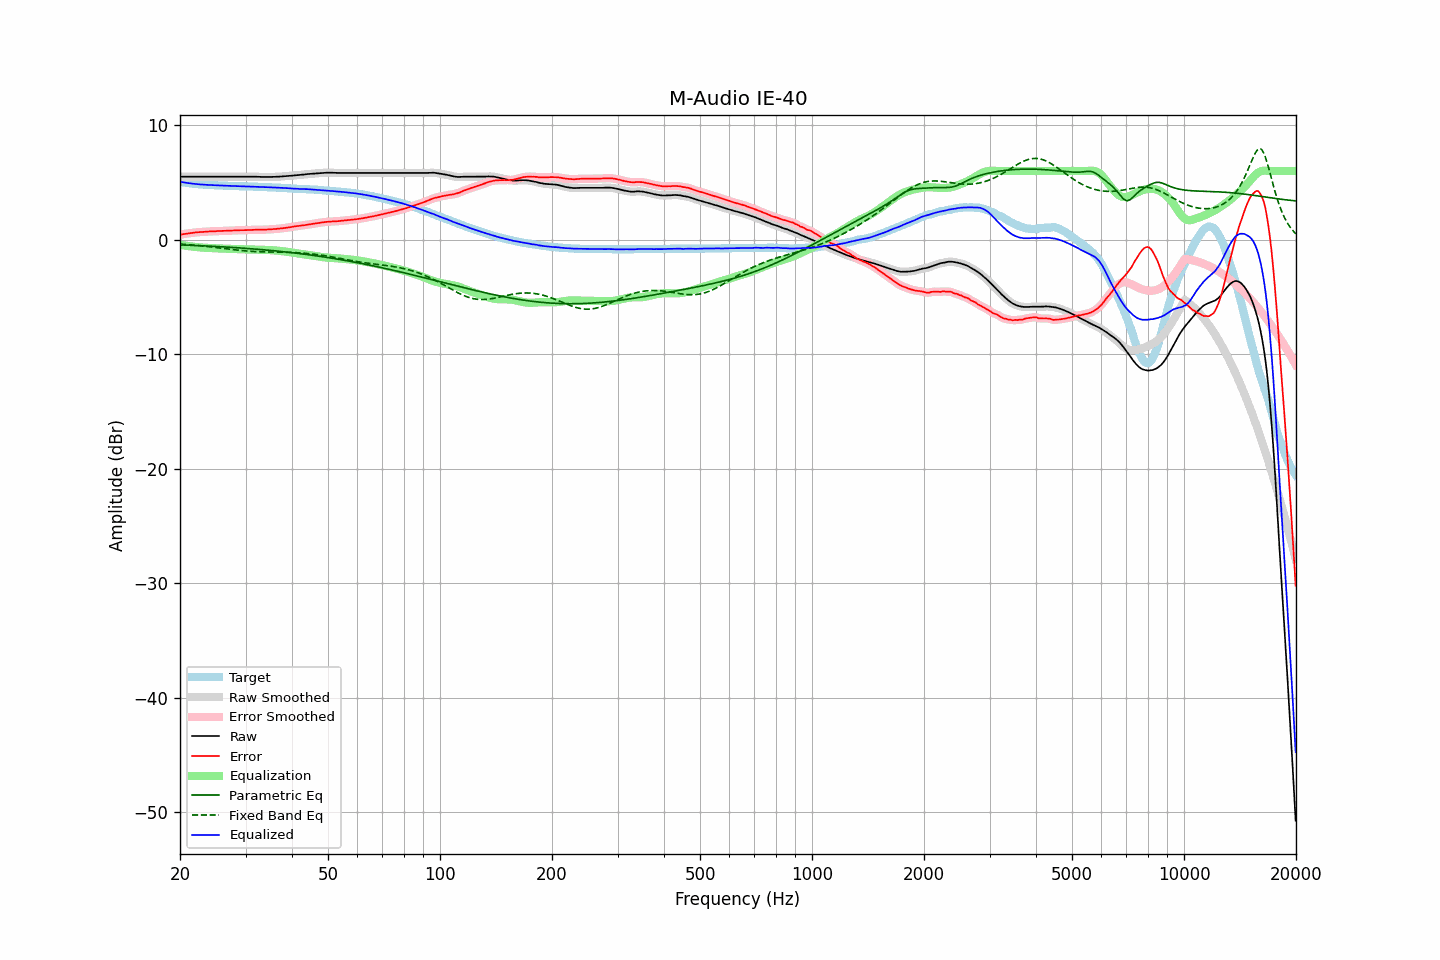 M-Audio IE-40
10
0
−10
−20
−30
−40
−50
Amplitude (dBr)
Target
Raw Smoothed
Error Smoothed
Raw
Error
Equalization
Parametric Eq
Fixed Band Eq
Equalized
20 50 100 200 500 1000 2000 5000 10000 20000
Frequency (Hz)